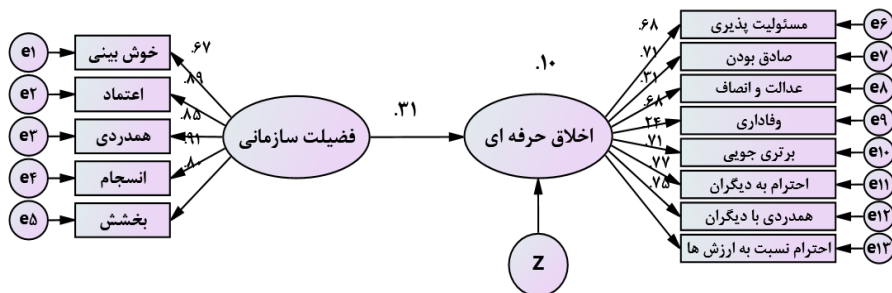 e۱
خوش بینی
.۶۷
e۲
اعتماد
.۸۹
e۳
همدردی
.۸۵
e۴
انسجام
.۹۱
e۵
بخشش
.۸۰
فضیلت سازمانی
.۳۱
اخلاق حرفه ای
.۱۰
Z
.۶۸
مسئولیت پذیری
e۶
.۷۱
صادق بودن
e۷
.۳۱
عدالت و انصاف
e۸
.۶۸
وفاداری
e۹
.۲۴
برتری جویی
e۱۰
.۷۱
احترام به دیگران
e۱۱
.۷۷
همدردی با دیگران
e۱۲
.۷۵
احترام نسبت به ارزش ها
e۱۳